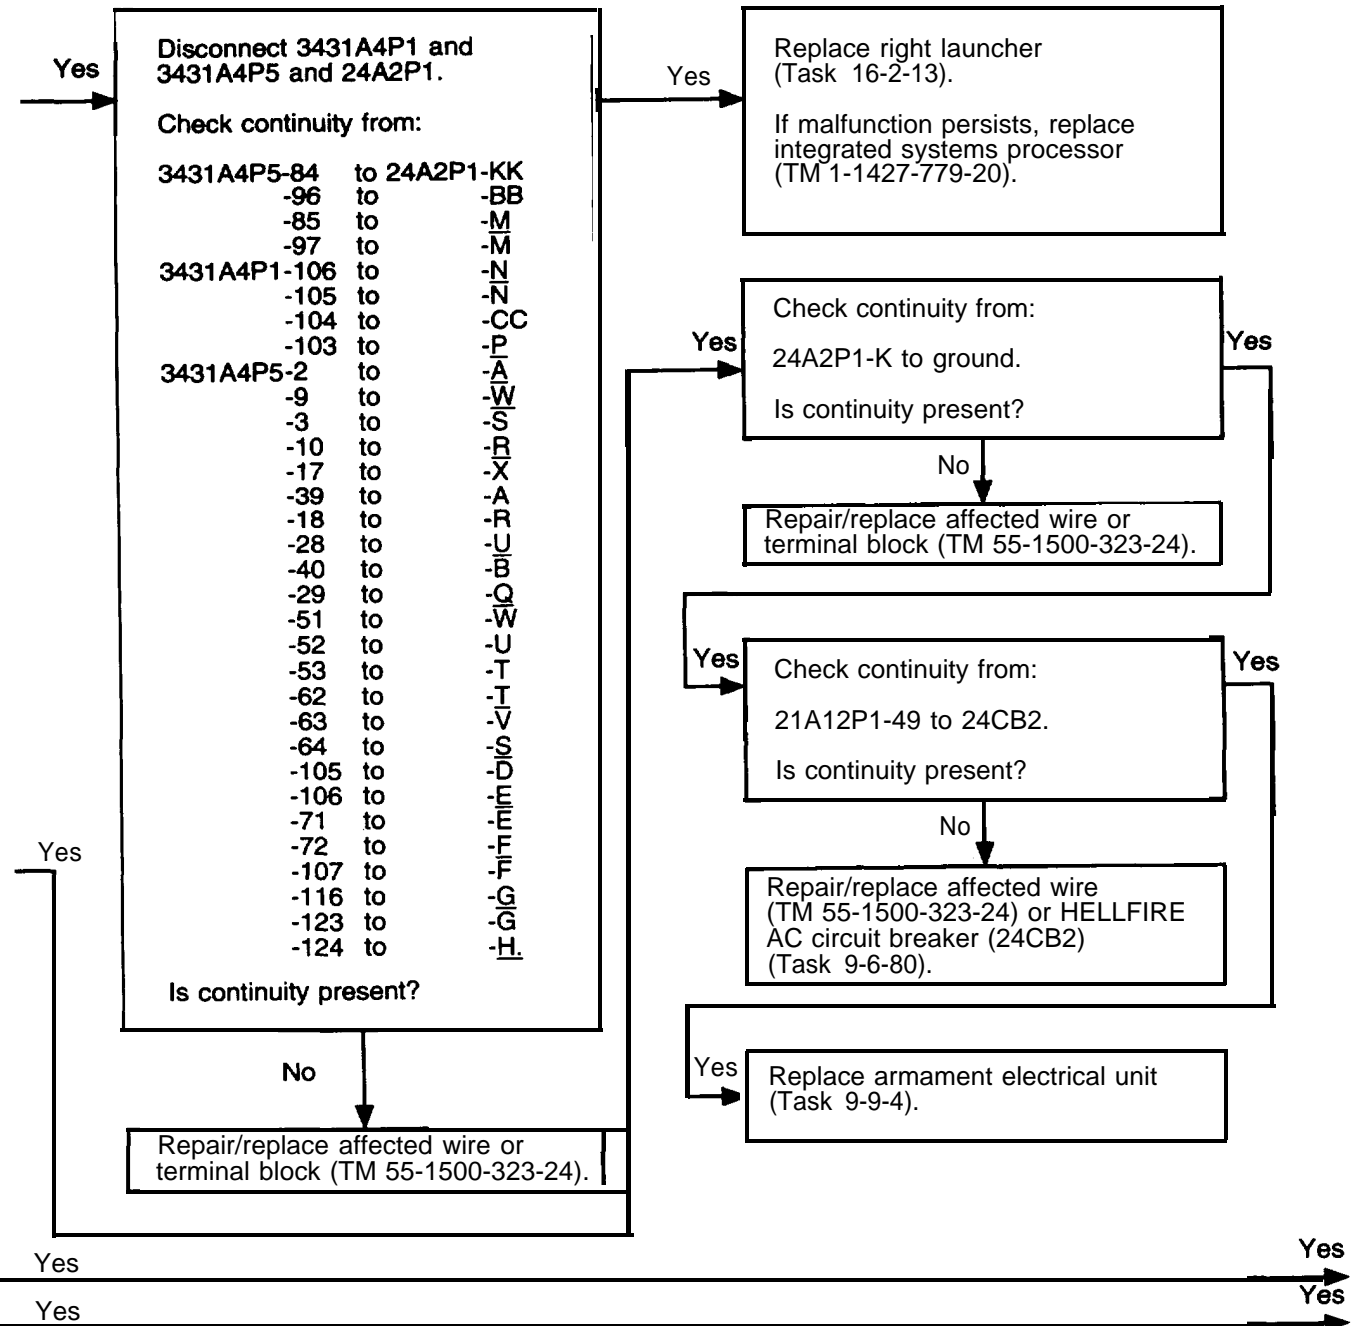 Yes
Disconnect 3431A4P1 and
3431A4P5 and 24A2P1.
Check continuity from:
3431A4P5-84 to 24A2P1-KK
-96 to -BB
-85 to -M
-97 to -M
3431A4P1-106 to -N
-105 to -N
-104 to -CC
-103 to -P
3431A4P5-2 to -A
-9 to -W
-3 to -S
-10 to -R
-17 to -X
-39 to -A
-18 to -R
-28 to -U
-40 to -B
-29 to -Q
-51 to -W
-52 to -U
-53 to -T
-62 to -T
-63 to -V
-64 to -S
-105 to -D
-106 to -E
-71 to -E
-72 to -F
-107 to -F
-116 to -G
-123 to -G
-124 to -H.
Is continuity present?
No
Repair/replace affected wire or
terminal block (TM 55-1500-323-24).
Yes
Replace right launcher
(Task 16-2-13).
If malfunction persists, replace
integrated systems processor
(TM 1-1427-779-20).
Yes
Yes
Check continuity from:
24A2P1-K to ground.
Is continuity present?
Yes
No
Repair/replace affected wire or
terminal block (TM 55-1500-323-24).
Yes
Check continuity from:
21A12P1-49 to 24CB2.
Is continuity present?
Yes
No
Repair/replace affected wire
(TM 55-1500-323-24) or HELLFIRE
AC circuit breaker (24CB2)
(Task 9-6-80).
Yes
Replace armament electrical unit
(Task 9-9-4).
Yes
Yes
Yes
Yes